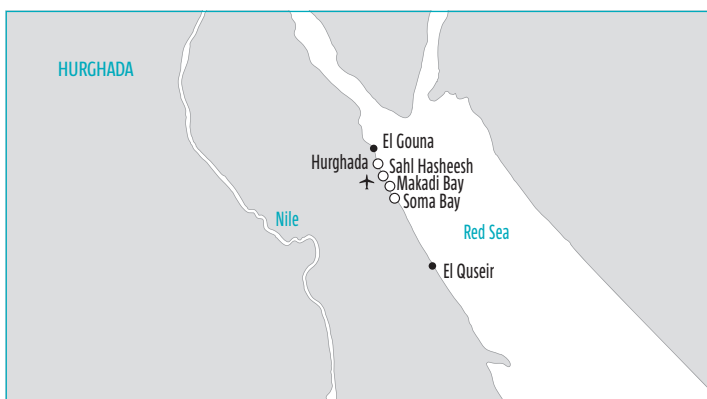 HURGHADA
El Gouna
Hurghada
Sahl Hasheesh
Makadi Bay
Soma Bay
Nile
Red Sea
El Quseir